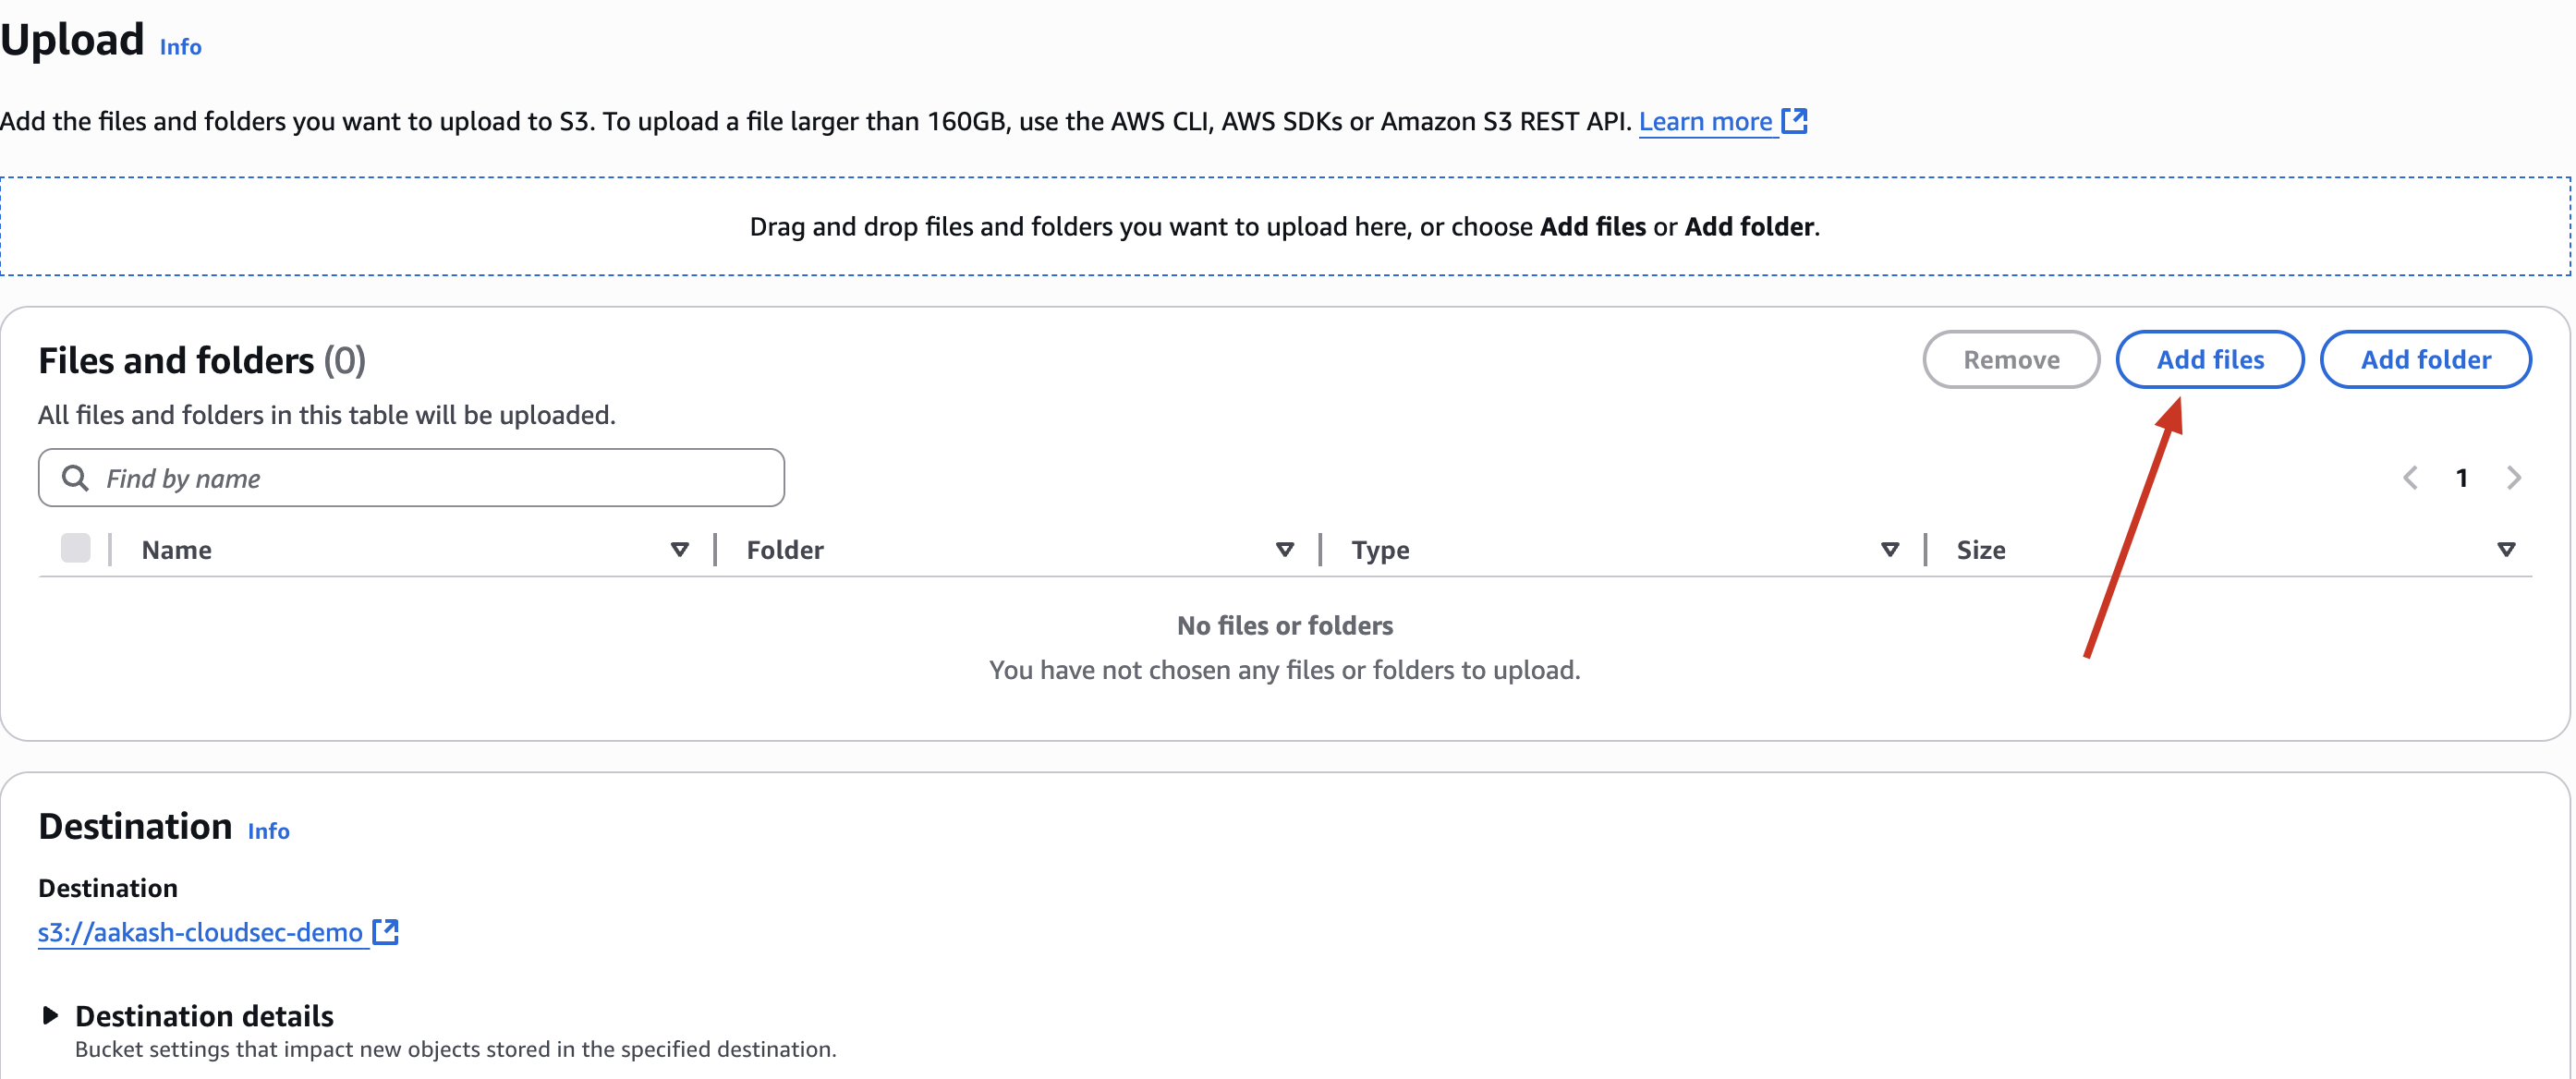 Upload Info
Add the files and folders you want to upload to S3. To upload a file larger than 160GB, use the AWS CLI, AWS SDKs or Amazon S3 REST API. Learn more
Drag and drop files and folders you want to upload here, or choose Add files or Add folder.
Files and folders (0)
Remove
Add files
Add folder
All files and folders in this table will be uploaded.
Find by name
1
Name Folder Type Size
No files or folders
You have not chosen any files or folders to upload.
Destination Info
Destination
s3://aakash-cloudsec-demo
Destination details
Bucket settings that impact new objects stored in the specified destination.